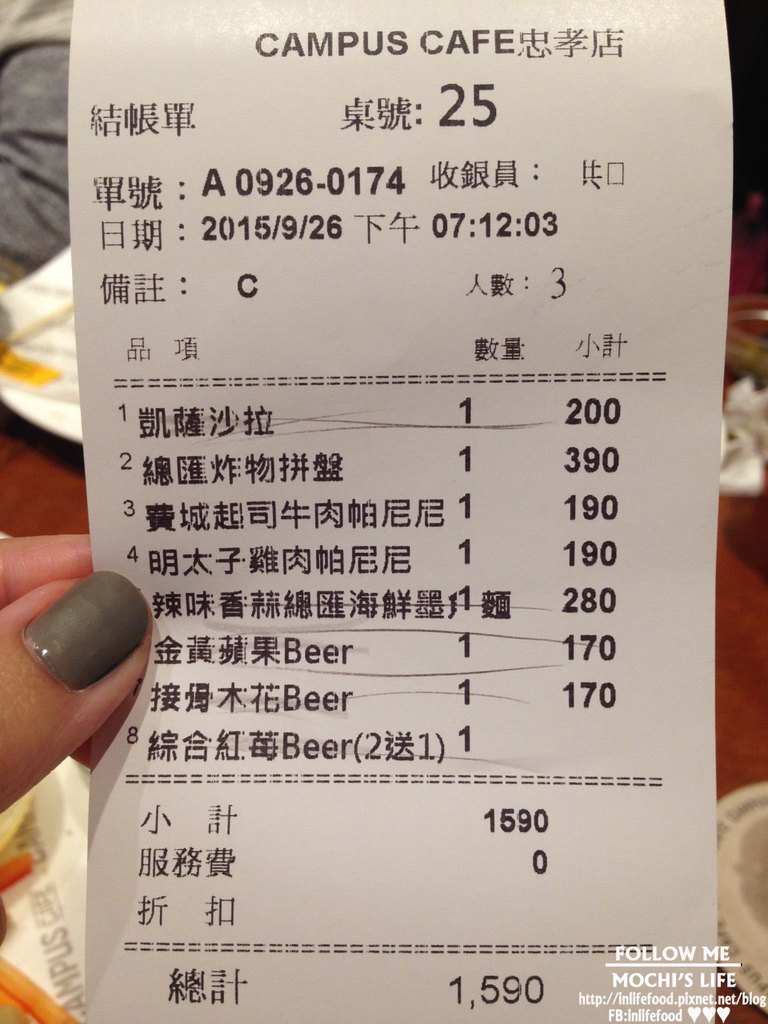 CAMPUS CAFE忠孝店
結帳單 桌號: 25
單號：A 0926-0174 收銀員：共口
日期：2015/9/26 下午 07:12:03
備註： C 人數：3
品 項 數量 小計
1 凱薩沙拉 1 200
2 總匯炸物拼盤 1 390
3 費城起司牛肉帕尼尼 1 190
4 明太子雞肉帕尼尼 1 190
辣味香蒜總匯海鮮墨 麵 1 280
金黃蘋果Beer 1 170
接骨木花Beer 1 170
8 綜合紅莓Beer(2送1) 1
小 計 1590
服務費 0
折 扣
總計 1,590
FOLLOW ME
MOCHI'S LIFE
http://inlifefood.pixnet.net/blog
FB:inlifefood ♥♥♥
CAMPUS